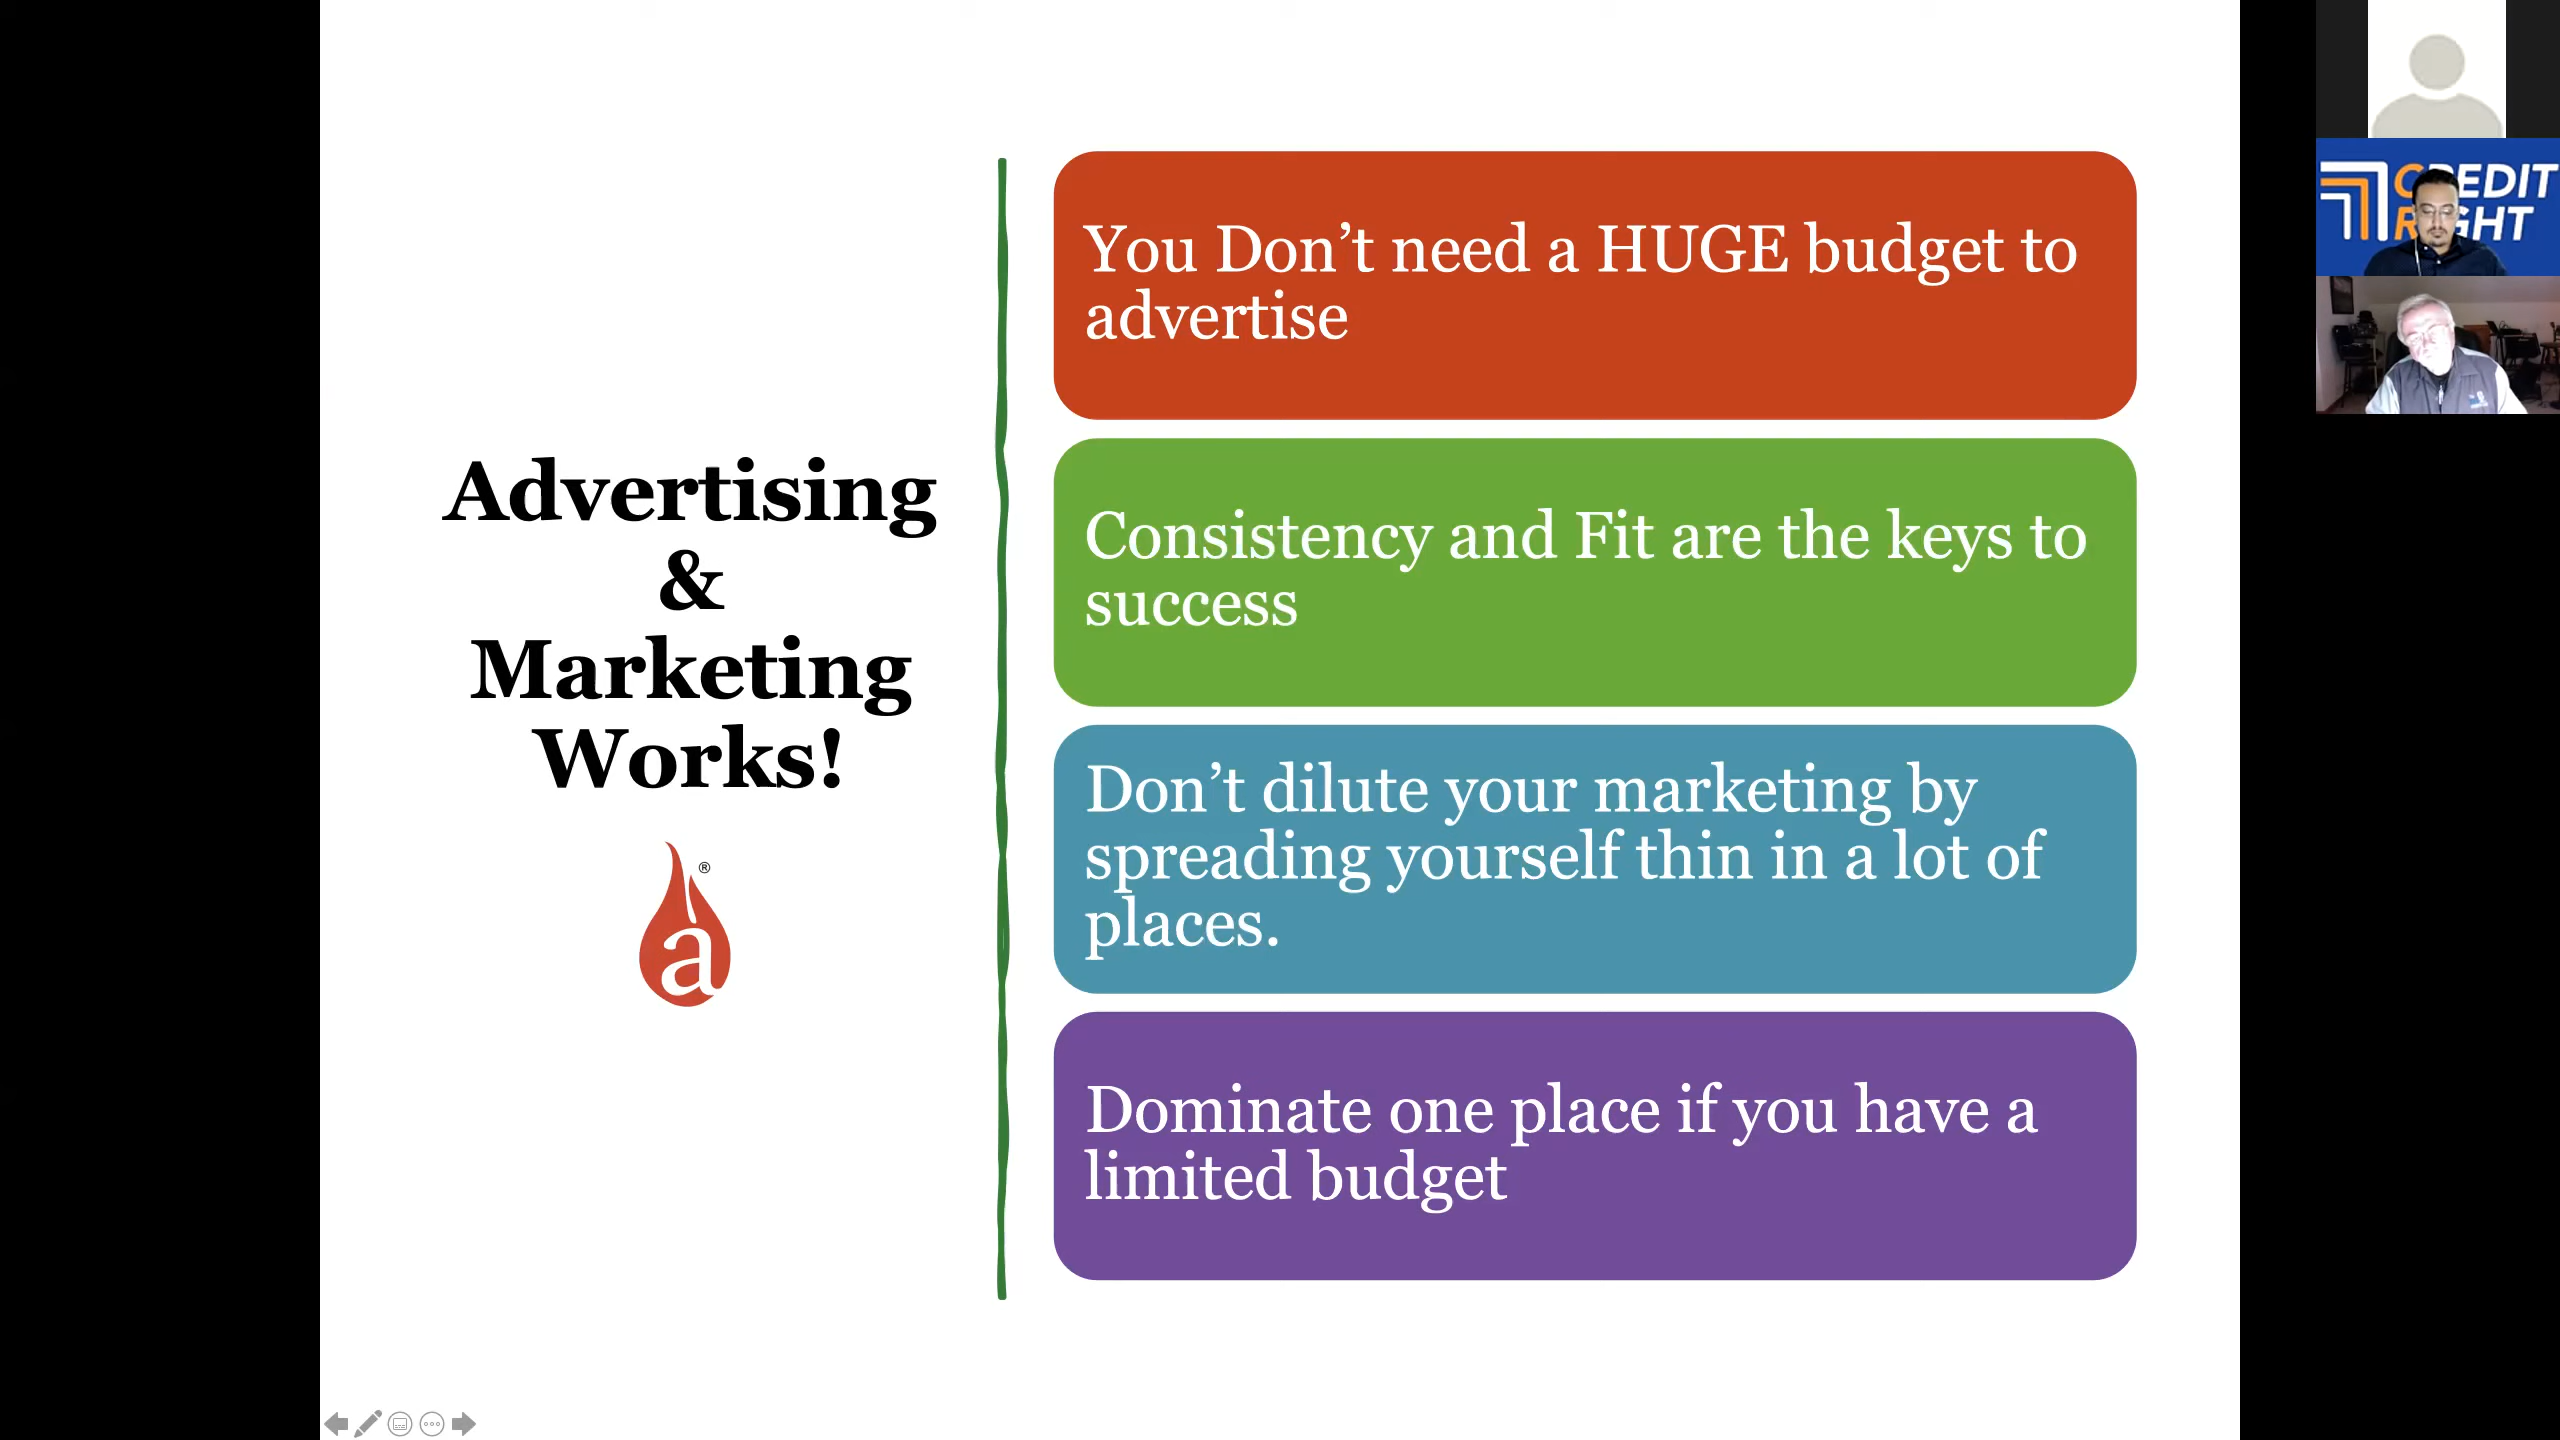 Advertising
&
Marketing
Works!
®
a
You Don’t need a HUGE budget to
advertise
Consistency and Fit are the keys to
success
Don’t dilute your marketing by
spreading yourself thin in a lot of
places.
Dominate one place if you have a
limited budget
CREDIT
RIGHT